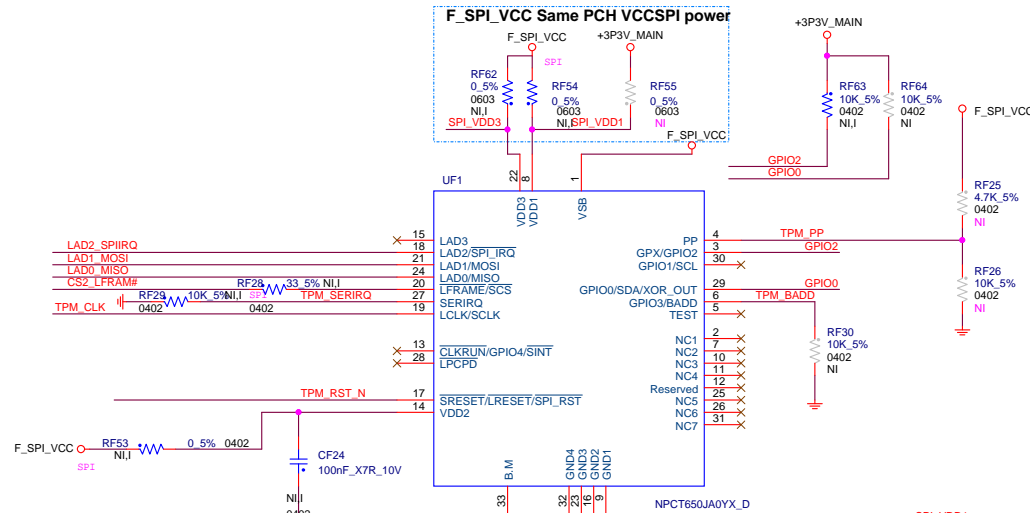 F_SPI_VCC Same PCH VCCSPI power
F_SPI_VCC
+3P3V_MAIN
SPI
RF62
0_5%
0603
NI,I
RF54
0_5%
0603
NI,I
RF55
0_5%
0603
NI
SPI_VDD3
SPI_VDD1
F_SPI_VCC
+3P3V_MAIN
RF63
10K_5%
0402
NI,I
RF64
10K_5%
0402
NI
F_SPI_VCC
GPIO2
GPIO0
RF25
4.7K_5%
0402
NI
UF1
22
8
1
VDD3
VDD1
VSB
15
LAD3
LAD2_SPIIRQ
18
LAD2/SPI_IRQ
LAD1_MOSI
21
LAD1/MOSI
LAD0_MISO
24
LAD0/MISO
CS2_LFRAM#
RF28
33_5%
NI,I
20
LFRAME/SCS
RF29
10K_5%
NI,I
SPI
TPM_SERIRQ
27
SERIRQ
0402
0402
TPM_CLK
19
LCLK/SCLK
13
CLKRUN/GPIO4/SINT
28
LPCPD
TPM_RST_N
17
SRESET/LRESET/SPI_RST
14
VDD2
PP
4
TPM_PP
GPX/GPIO2
3
GPIO2
GPIO1/SCL
30
GPIO0/SDA/XOR_OUT
29
GPIO0
GPIO3/BADD
6
TPM_BADD
TEST
5
NC1
2
NC2
7
NC3
10
NC4
11
Reserved
12
NC5
25
NC6
26
NC7
31
RF26
10K_5%
0402
NI
RF30
10K_5%
0402
NI
F_SPI_VCC
RF53
0_5%
0402
NI,I
SPI
CF24
100nF_X7R_10V
B.M
GND4
GND3
GND2
GND1
33
32
23
16
9
NPCT650JA0YX_D